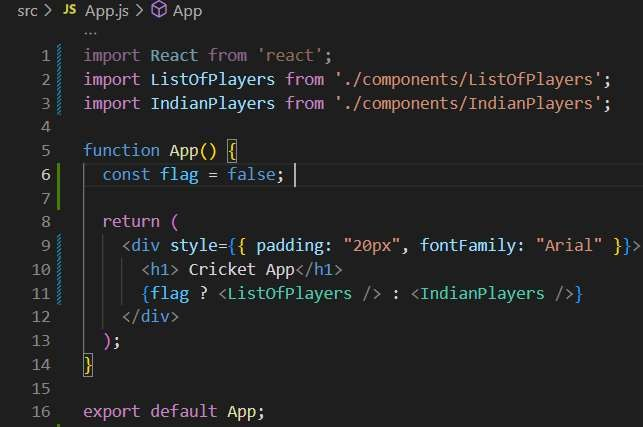 src > JS App.js > App
...
1 import React from 'react';
2 import ListOfPlayers from './components/ListOfPlayers';
3 import IndianPlayers from './components/IndianPlayers';
4
5 function App() {
6   const flag = false;
7
8   return (
9     <div style={{ padding: "20px", fontFamily: "Arial" }}>
10       <h1> Cricket App</h1>
11       {flag ? <ListOfPlayers /> : <IndianPlayers />}
12     </div>
13   );
14 }
15
16 export default App;